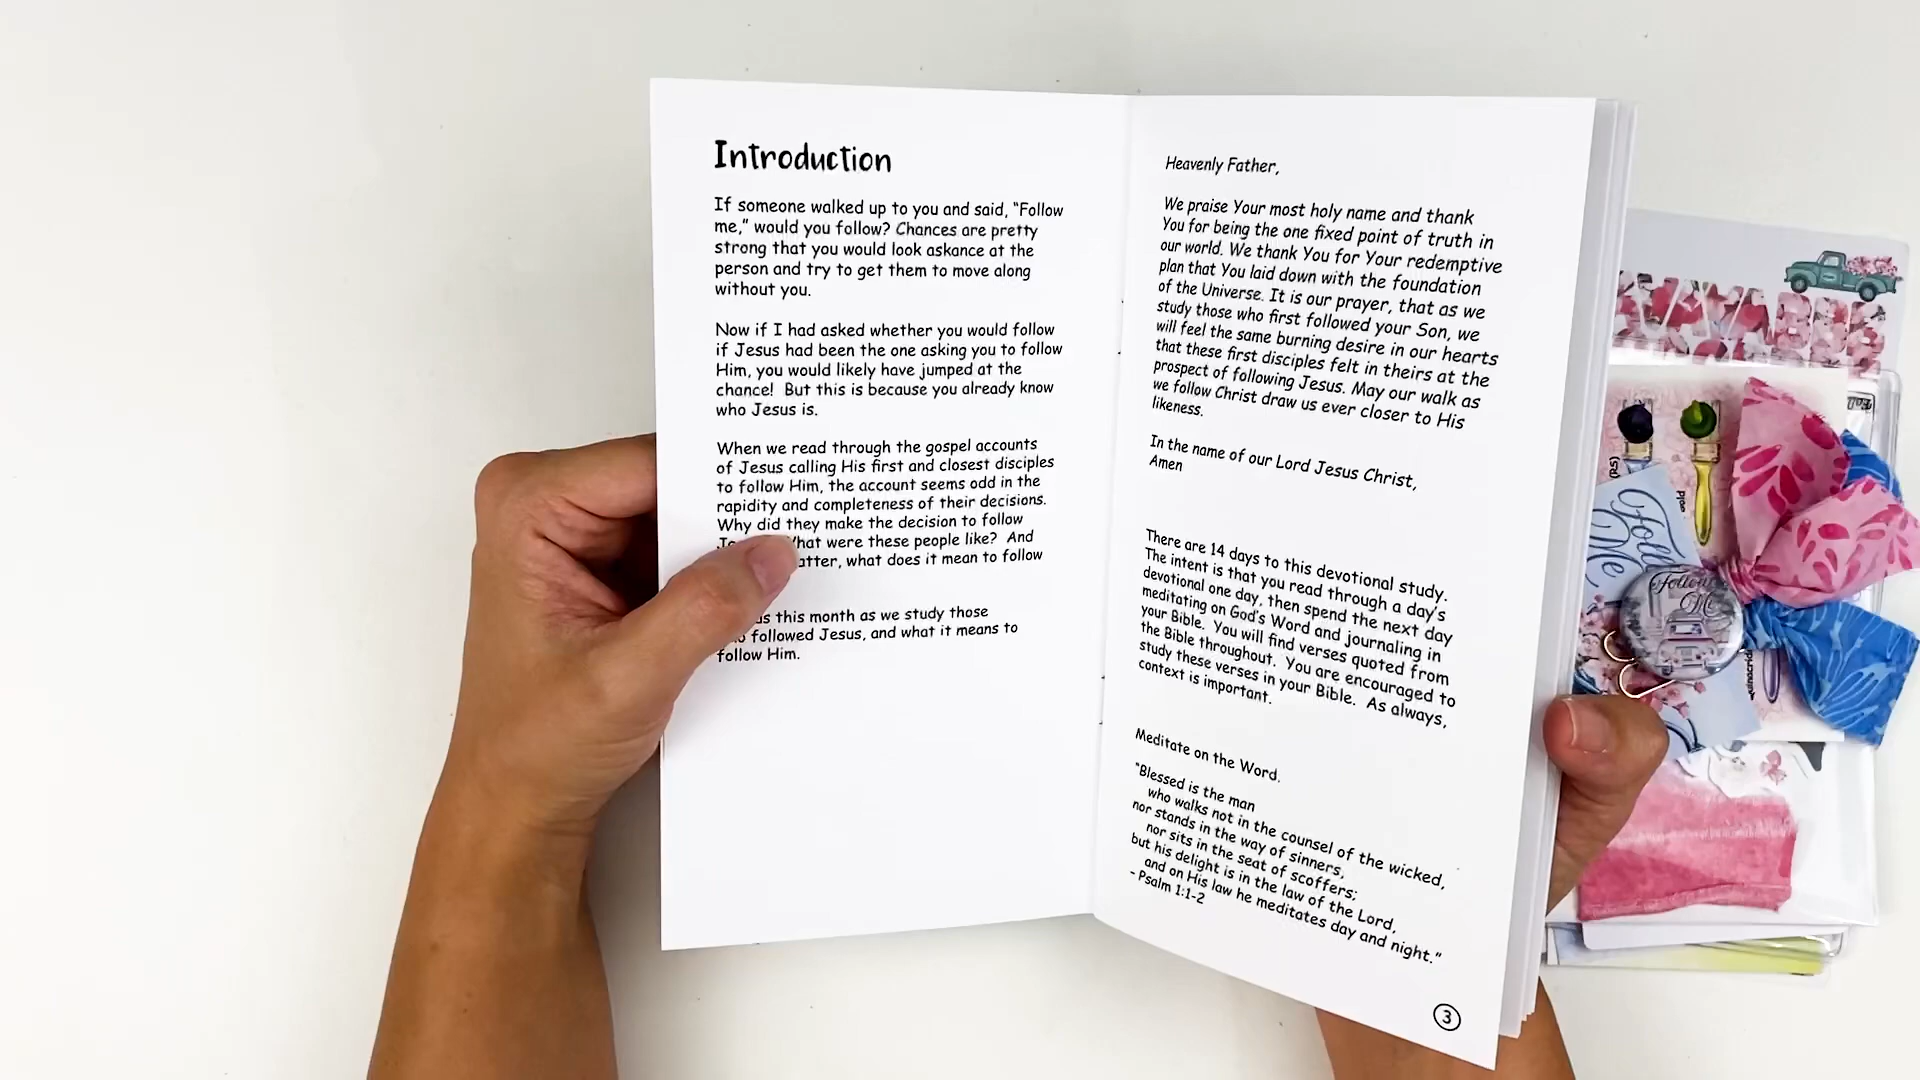 Introduction
If someone walked up to you and said, “Follow
me,” would you follow? Chances are pretty
strong that you would look askance at the
person and try to get them to move along
without you.
Now if I had asked whether you would follow
if Jesus had been the one asking you to follow
Him, you would likely have jumped at the
chance!  But this is because you already know
who Jesus is.
When we read through the gospel accounts
of Jesus calling His first and closest disciples
to follow Him, the account seems odd in the
rapidity and completeness of their decisions.
Why did they make the decision to follow
What were these people like?  And
what does it mean to follow
us this month as we study those
followed Jesus, and what it means to
follow Him.
Heavenly Father,
We praise Your most holy name and thank
You for being the one fixed point of truth in
our world. We thank You for Your redemptive
plan that You laid down with the foundation
of the Universe. It is our prayer, that as we
study those who first followed your Son, we
will feel the same burning desire in our hearts
that these first disciples felt in theirs at the
prospect of following Jesus. May our walk as
we follow Christ draw us ever closer to His
likeness.
In the name of our Lord Jesus Christ,
Amen
There are 14 days to this devotional study.
The intent is that you read through a day's
devotional one day, then spend the next day
meditating on God's Word and journaling in
your Bible.  You will find verses quoted from
the Bible throughout.  You are encouraged to
study these verses in your Bible.  As always,
context is important.
Meditate on the Word.
“Blessed is the man
who walks not in the counsel of the wicked,
nor stands in the way of sinners,
nor sits in the seat of scoffers;
but his delight is in the law of the Lord,
and on His law he meditates day and night.”
- Psalm 1:1-2
3
(RS)
Follow
Me
Follow
Me